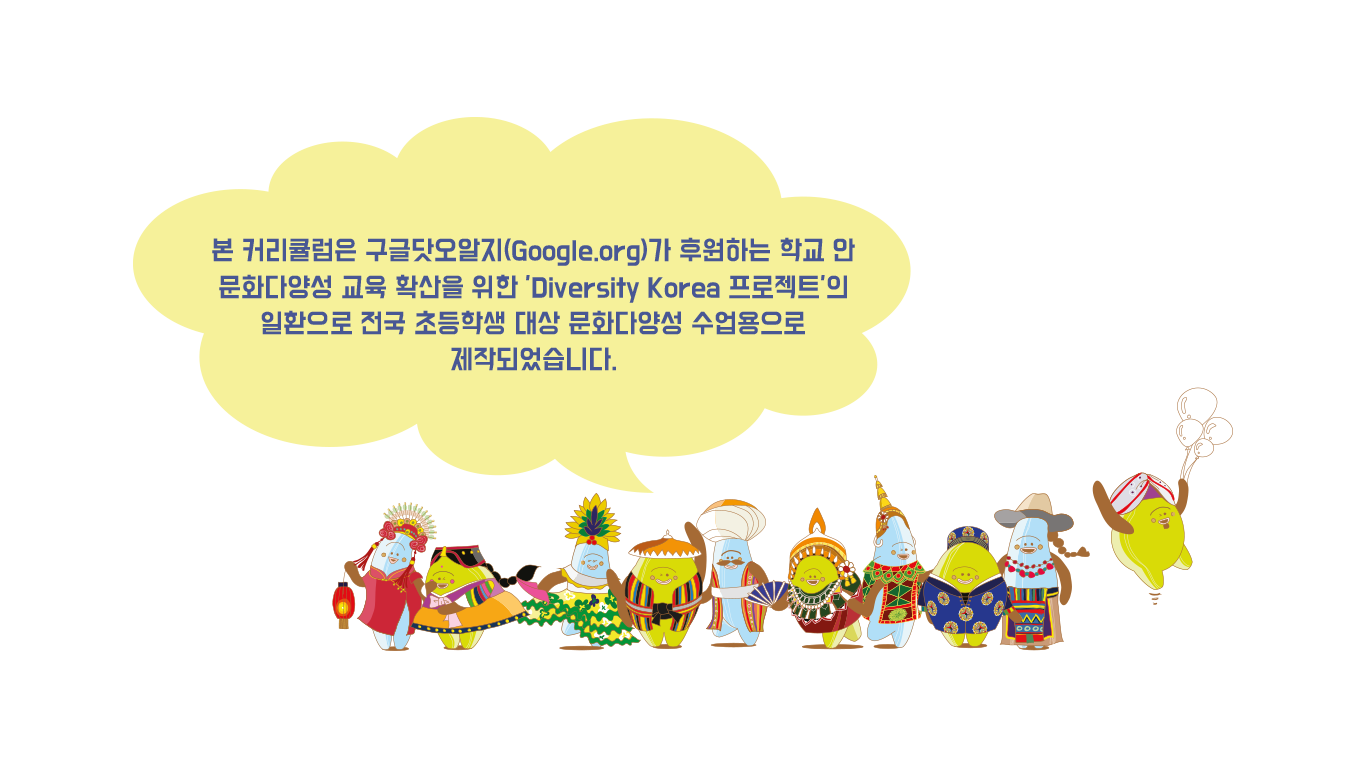 본 커리큘럼은 구글닷오알지(Google.org)가 후원하는 학교 안
문화다양성 교육 확산을 위한 'Diversity Korea 프로젝트'의
일환으로 전국 초등학생 대상 문화다양성 수업용으로
제작되었습니다.